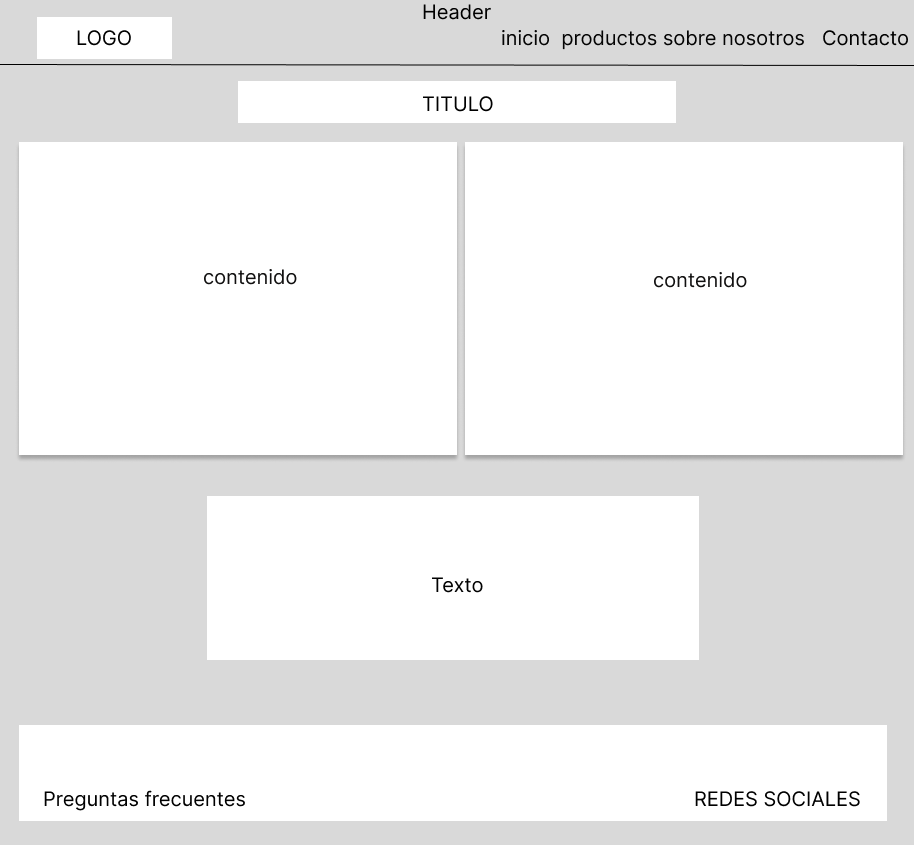 Header
LOGO
inicio productos sobre nosotros Contacto
TITULO
contenido
contenido
Texto
Preguntas frecuentes
REDES SOCIALES